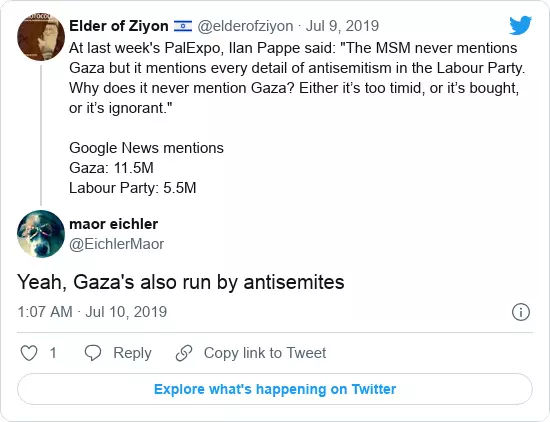 Elder of Ziyon 🇮🇱 @elderofziyon · Jul 9, 2019
At last week's PalExpo, Ilan Pappe said: "The MSM never mentions
Gaza but it mentions every detail of antisemitism in the Labour Party.
Why does it never mention Gaza? Either it's too timid, or it's bought,
or it's ignorant."
Google News mentions
Gaza: 11.5M
Labour Party: 5.5M
maor eichler
@EichlerMaor
Yeah, Gaza's also run by antisemites
1:07 AM · Jul 10, 2019
1 Reply Copy link to Tweet
Explore what's happening on Twitter